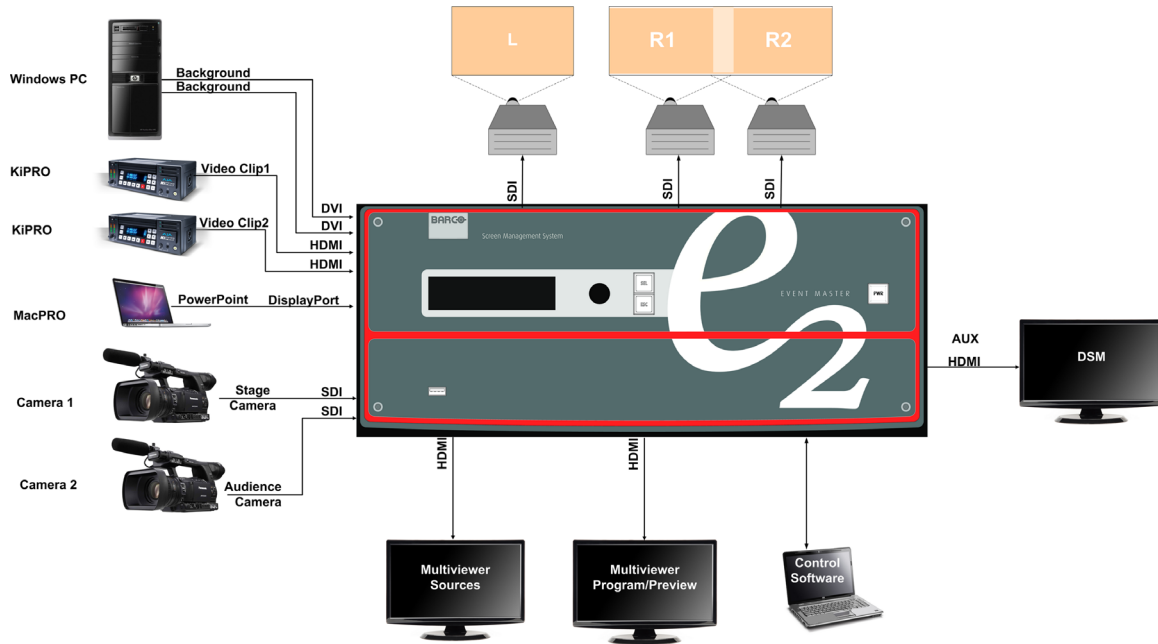 L
R1
R2
Windows PC
Background
Background
KiPRO
Video Clip1
KiPRO
Video Clip2
MacPRO
PowerPoint
DisplayPort
Camera 1
Stage
Camera
Camera 2
Audience
Camera
DVI
DVI
HDMI
HDMI
SDI
SDI
SDI
SDI
SDI
BARCO
Screen Management System
e2
EVENT MASTER
PWR
AUX
HDMI
DSM
HDMI
HDMI
Multiviewer
Sources
Multiviewer
Program/Preview
Control
Software